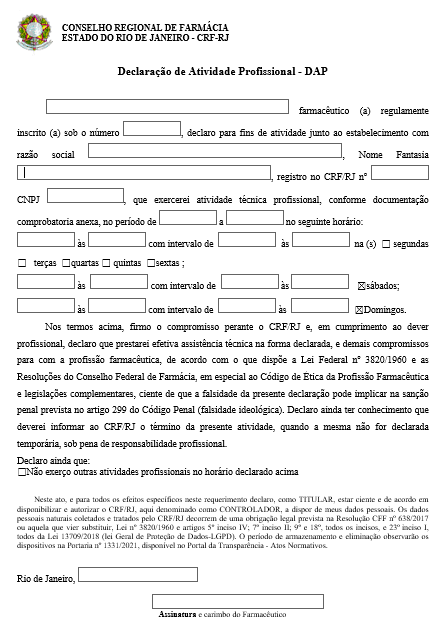 CONSELHO REGIONAL DE FARMÁCIA
ESTADO DO RIO DE JANEIRO - CRF-RJ
Declaração de Atividade Profissional - DAP
farmacêutico (a) regulamente
inscrito (a) sob o número , declaro para fins de atividade junto ao estabelecimento com
razão social , Nome Fantasia
, registro no CRF/RJ nº
CNPJ , que exercerei atividade técnica profissional, conforme documentação
comprobatoria anexa, no período de a no seguinte horário:
às com intervalo de às na (s) ☐ segundas
☐ terças ☐quartas ☐ quintas ☐sextas ;
às com intervalo de às ☒sábados;
às com intervalo de às ☒Domingos.
Nos termos acima, firmo o compromisso perante o CRF/RJ e, em cumprimento ao dever
profissional, declaro que prestarei efetiva assistência técnica na forma declarada, e demais compromissos
para com a profissão farmacêutica, de acordo com o que dispõe a Lei Federal nº 3820/1960 e as
Resoluções do Conselho Federal de Farmácia, em especial ao Código de Ética da Profissão Farmacêutica
e legislações complementares, ciente de que a falsidade da presente declaração pode implicar na sanção
penal prevista no artigo 299 do Código Penal (falsidade ideológica). Declaro ainda ter conhecimento que
deverei informar ao CRF/RJ o término da presente atividade, quando a mesma não for declarada
temporária, sob pena de responsabilidade profissional.
Declaro ainda que:
☐Não exerço outras atividades profissionais no horário declarado acima
Neste ato, e para todos os efeitos específicos neste requerimento declaro, como TITULAR, estar ciente e de acordo em
disponibilizar e autorizar o CRF/RJ, aqui denominado como CONTROLADOR, a dispor de meus dados pessoais. Os dados
pessoais naturais coletados e tratados pelo CRF/RJ decorrem de uma obrigação legal prevista na Resolução CFF nº 638/2017
ou aquela que vier substituir, Lei nº 3820/1960 e artigos 5º inciso IV; 7º inciso II; 9º e 18º, todos os incisos, e 23º inciso I,
todos da Lei 13709/2018 (lei Geral de Proteção de Dados-LGPD). O período de armazenamento e eliminação observarão os
dispositivos na Portaria nº 1331/2021, disponível no Portal da Transparência - Atos Normativos.
Rio de Janeiro,
Assinatura e carimbo do Farmacêutico